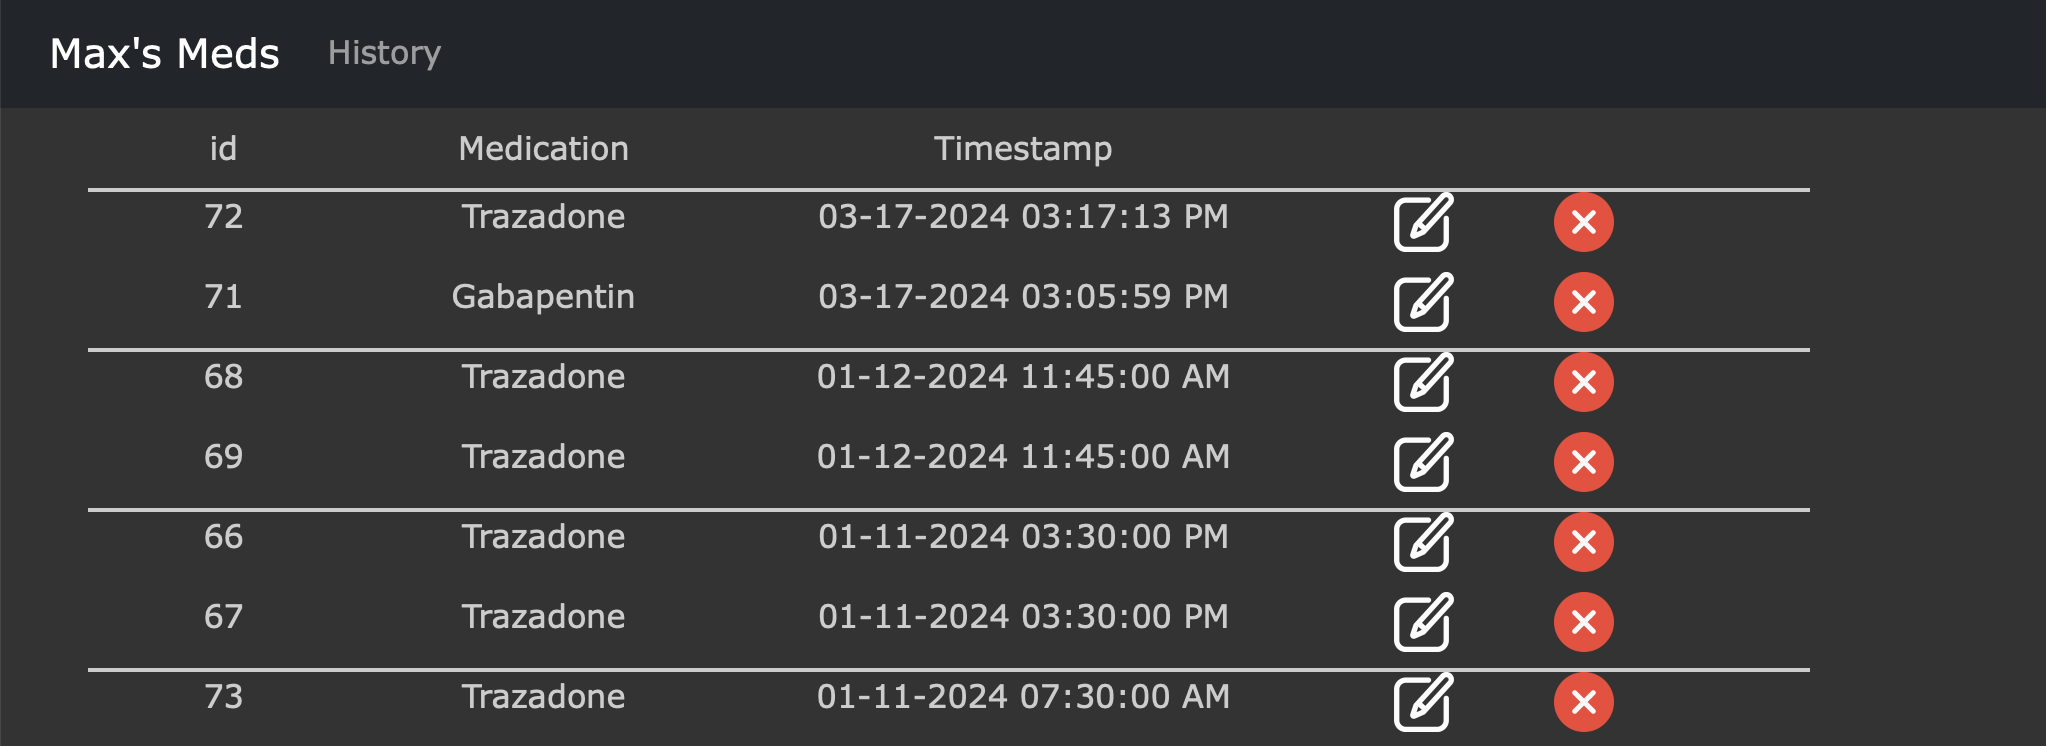 Max's Meds History
id Medication Timestamp
72 Trazadone 03-17-2024 03:17:13 PM
71 Gabapentin 03-17-2024 03:05:59 PM
68 Trazadone 01-12-2024 11:45:00 AM
69 Trazadone 01-12-2024 11:45:00 AM
66 Trazadone 01-11-2024 03:30:00 PM
67 Trazadone 01-11-2024 03:30:00 PM
73 Trazadone 01-11-2024 07:30:00 AM